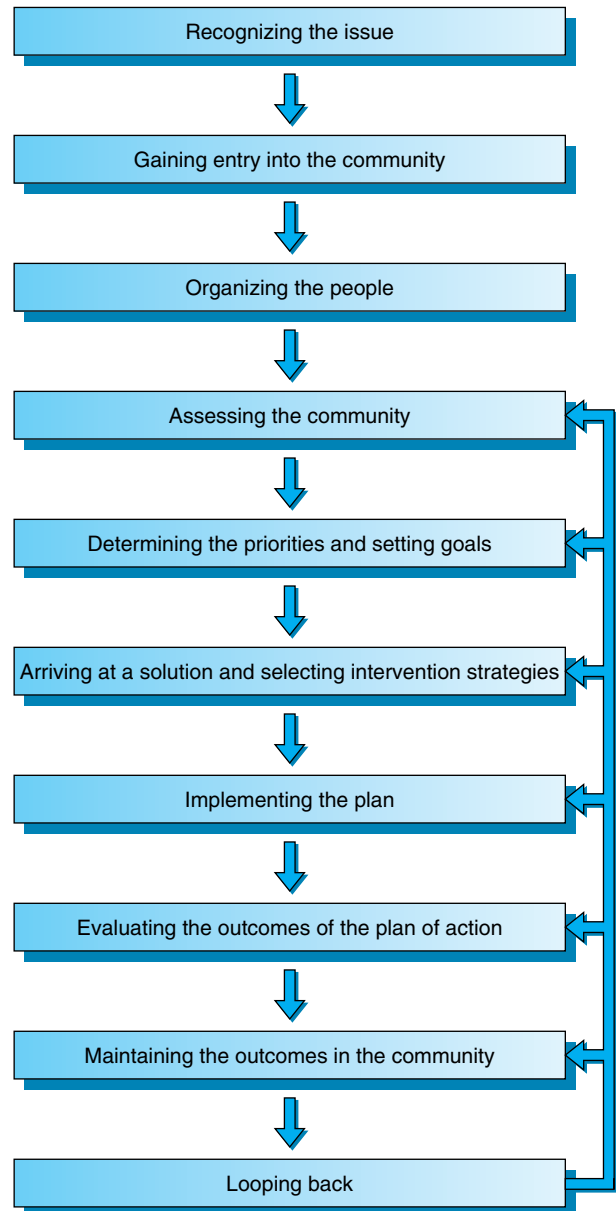 Recognizing the issue
Gaining entry into the community
Organizing the people
Assessing the community
Determining the priorities and setting goals
Arriving at a solution and selecting intervention strategies
Implementing the plan
Evaluating the outcomes of the plan of action
Maintaining the outcomes in the community
Looping back